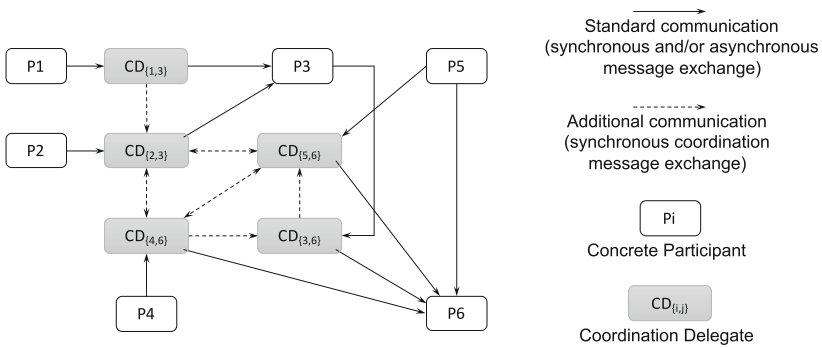 P1
CD{1,3}
P3
P5
P2
CD{2,3}
CD{5,6}
CD{4,6}
CD{3,6}
P4
P6
Standard communication
(synchronous and/or asynchronous
message exchange)
Additional communication
(synchronous coordination
message exchange)
Pi
Concrete Participant
CD{i,j}
Coordination Delegate